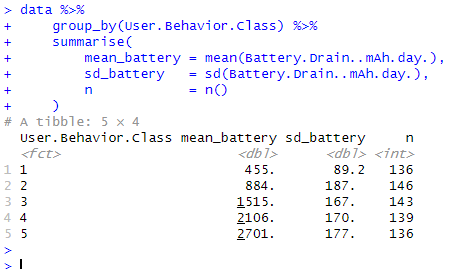 > data %>%
+     group_by(User.Behavior.Class) %>%
+     summarise(
+         mean_battery = mean(Battery.Drain..mAh.day.),
+         sd_battery   = sd(Battery.Drain..mAh.day.),
+         n            = n()
+     )
# A tibble: 5 × 4
  User.Behavior.Class mean_battery sd_battery     n
  <fct>                      <dbl>      <dbl> <int>
1 1                           455.       89.2   136
2 2                           884.      187.    146
3 3                          1515.      167.    143
4 4                          2106.      170.    139
5 5                          2701.      177.    136
>
>